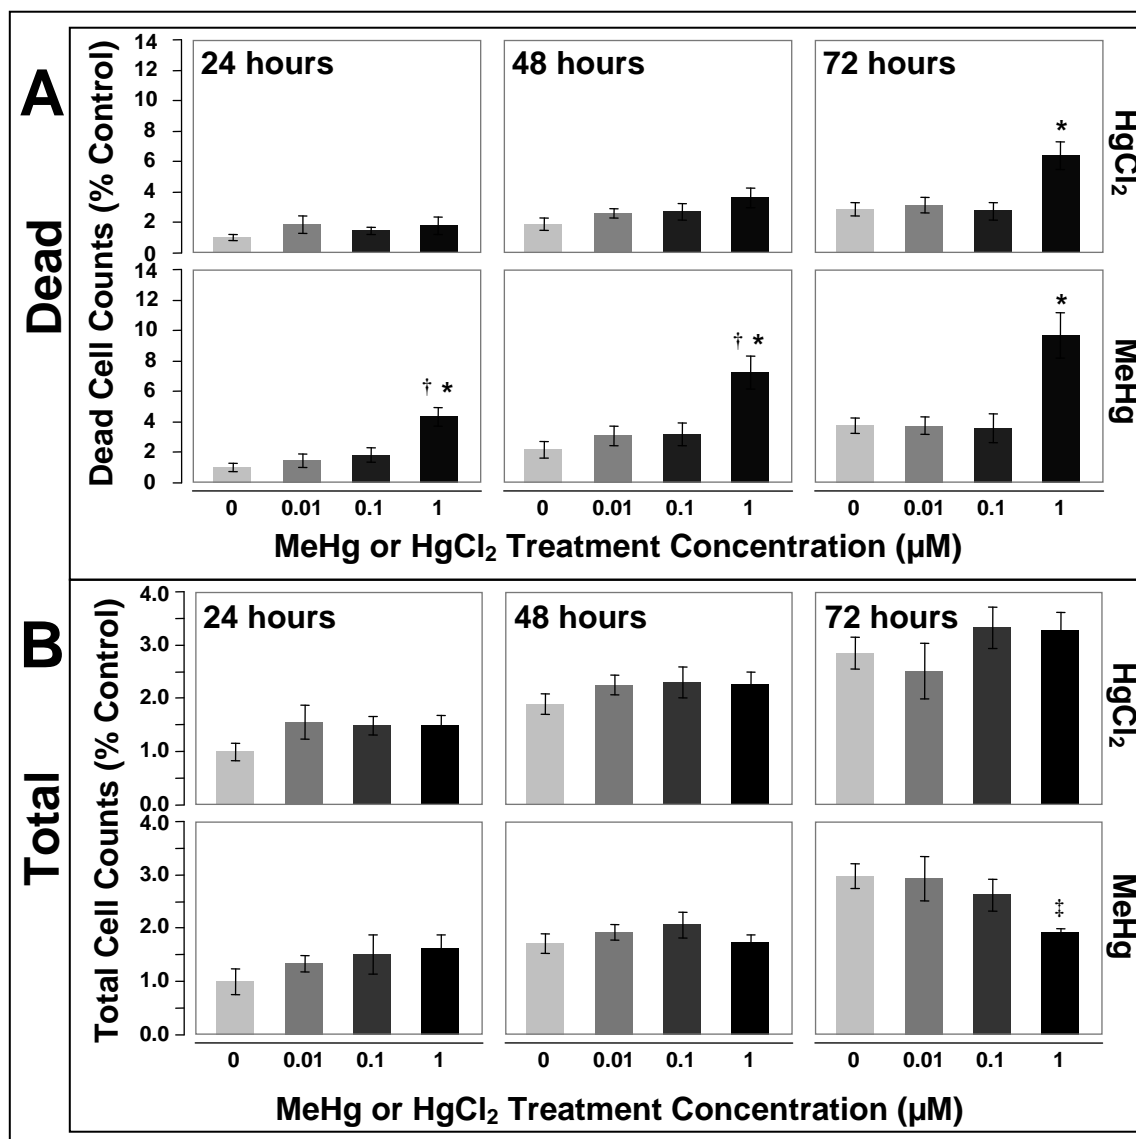 A
Dead
Dead Cell Counts (% Control)
24 hours
48 hours
72 hours
14
12
10
8
6
4
2
0
*
HgCl₂
14
12
10
8
6
4
2
0
† *
† *
*
MeHg
0 0.01 0.1 1
0 0.01 0.1 1
0 0.01 0.1 1
MeHg or HgCl₂ Treatment Concentration (µM)
B
Total
Total Cell Counts (% Control)
24 hours
48 hours
72 hours
4.0
3.0
2.0
1.0
0.0
HgCl₂
4.0
3.0
2.0
1.0
0.0
‡
MeHg
0 0.01 0.1 1
0 0.01 0.1 1
0 0.01 0.1 1
MeHg or HgCl₂ Treatment Concentration (µM)